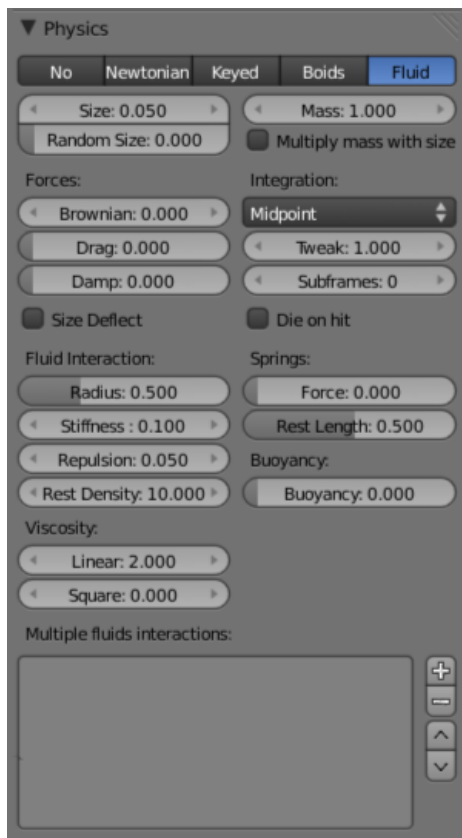 Physics
No Newtonian Keyed Boids Fluid
Size: 0.050 Mass: 1.000
Random Size: 0.000 Multiply mass with size
Forces: Integration:
Brownian: 0.000 Midpoint
Drag: 0.000 Tweak: 1.000
Damp: 0.000 Subframes: 0
Size Deflect Die on hit
Fluid Interaction: Springs:
Radius: 0.500 Force: 0.000
Stiffness : 0.100 Rest Length: 0.500
Repulsion: 0.050 Buoyancy:
Rest Density: 10.000 Buoyancy: 0.000
Viscosity:
Linear: 2.000
Square: 0.000
Multiple fluids interactions: